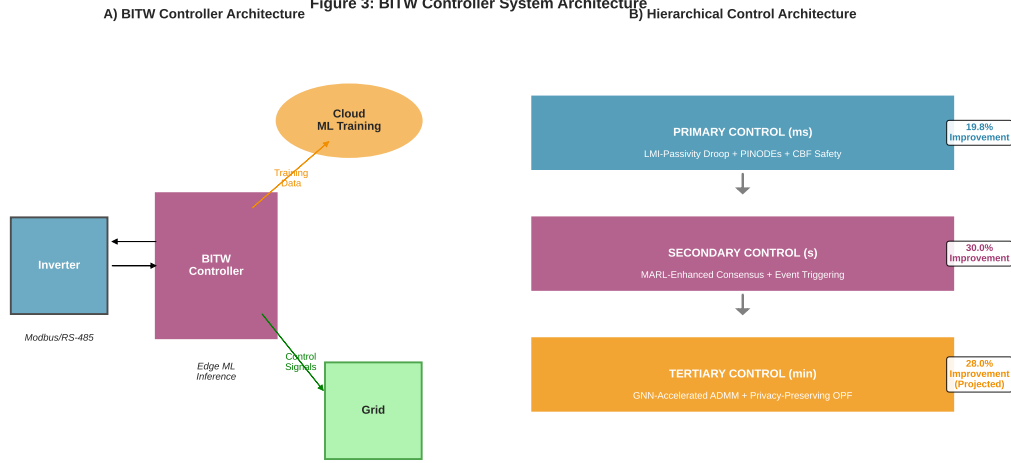 Figure 3: BITW Controller System Architecture
A) BITW Controller Architecture
Cloud
ML Training
Training
Data
Inverter
BITW
Controller
Modbus/RS-485
Edge ML
Inference
Control
Signals
Grid
B) Hierarchical Control Architecture
PRIMARY CONTROL (ms)
LMI-Passivity Droop + PINODEs + CBF Safety
19.8%
Improvement
SECONDARY CONTROL (s)
MARL-Enhanced Consensus + Event Triggering
30.0%
Improvement
TERTIARY CONTROL (min)
GNN-Accelerated ADMM + Privacy-Preserving OPF
28.0%
Improvement
(Projected)